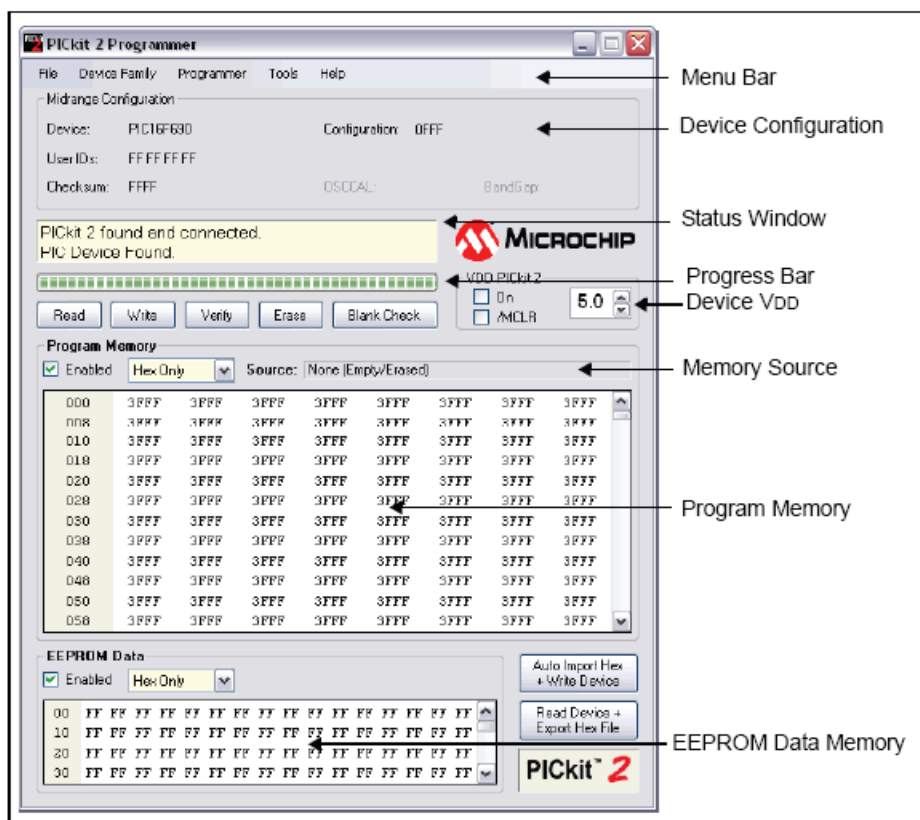 PICkit 2 Programmer
File Device Family Programmer Tools Help
Menu Bar
Midrange Configuration
Device: PIC16F690 Configuration: 0FFF
Device Configuration
User IDs: FF FF FF FF
Checksum: FFFF OSCCAL: BandGap:
Status Window
PICkit 2 found and connected.
PIC Device Found.
MICROCHIP
Progress Bar
VDD PICkit 2
On
/MCLR
5.0
Device VDD
Read Write Verify Erase Blank Check
Program Memory
Enabled Hex Only Source: None (Empty/Erased)
Memory Source
000 3FFF 3FFF 3FFF 3FFF 3FFF 3FFF 3FFF 3FFF
008 3FFF 3FFF 3FFF 3FFF 3FFF 3FFF 3FFF 3FFF
010 3FFF 3FFF 3FFF 3FFF 3FFF 3FFF 3FFF 3FFF
018 3FFF 3FFF 3FFF 3FFF 3FFF 3FFF 3FFF 3FFF
020 3FFF 3FFF 3FFF 3FFF 3FFF 3FFF 3FFF 3FFF
028 3FFF 3FFF 3FFF 3FFF 3FFF 3FFF 3FFF 3FFF
030 3FFF 3FFF 3FFF 3FFF 3FFF 3FFF 3FFF 3FFF
038 3FFF 3FFF 3FFF 3FFF 3FFF 3FFF 3FFF 3FFF
040 3FFF 3FFF 3FFF 3FFF 3FFF 3FFF 3FFF 3FFF
048 3FFF 3FFF 3FFF 3FFF 3FFF 3FFF 3FFF 3FFF
050 3FFF 3FFF 3FFF 3FFF 3FFF 3FFF 3FFF 3FFF
058 3FFF 3FFF 3FFF 3FFF 3FFF 3FFF 3FFF 3FFF
Program Memory
EEPROM Data
Enabled Hex Only
00 FF FF FF FF FF FF FF FF FF FF FF FF FF FF FF FF
10 FF FF FF FF FF FF FF FF FF FF FF FF FF FF FF FF
20 FF FF FF FF FF FF FF FF FF FF FF FF FF FF FF FF
30 FF FF FF FF FF FF FF FF FF FF FF FF FF FF FF FF
Auto Import Hex
+ Write Device
Read Device +
Export Hex File
EEPROM Data Memory
PICkit™ 2